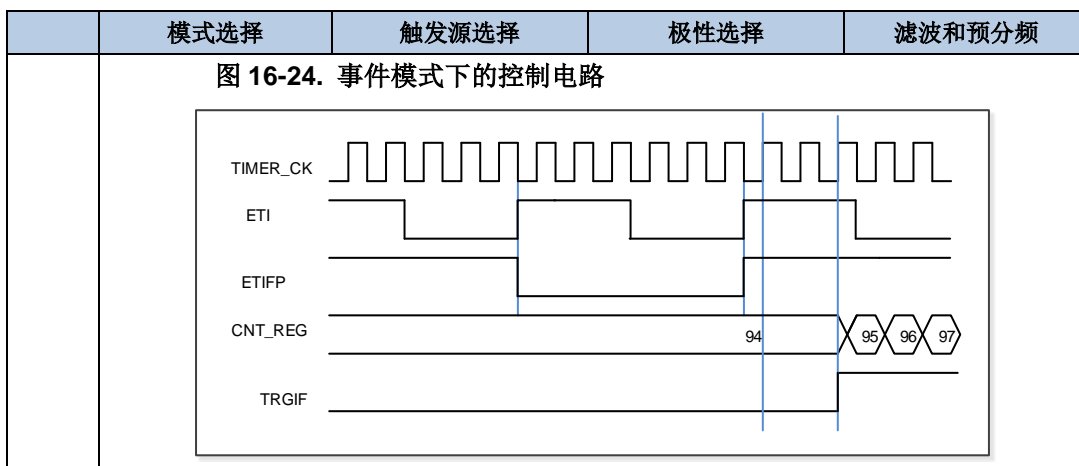 模式选择 触发源选择 极性选择 滤波和预分频
图 16-24. 事件模式下的控制电路
TIMER_CK
ETI
ETIFP
CNT_REG 94 95 96 97
TRGIF